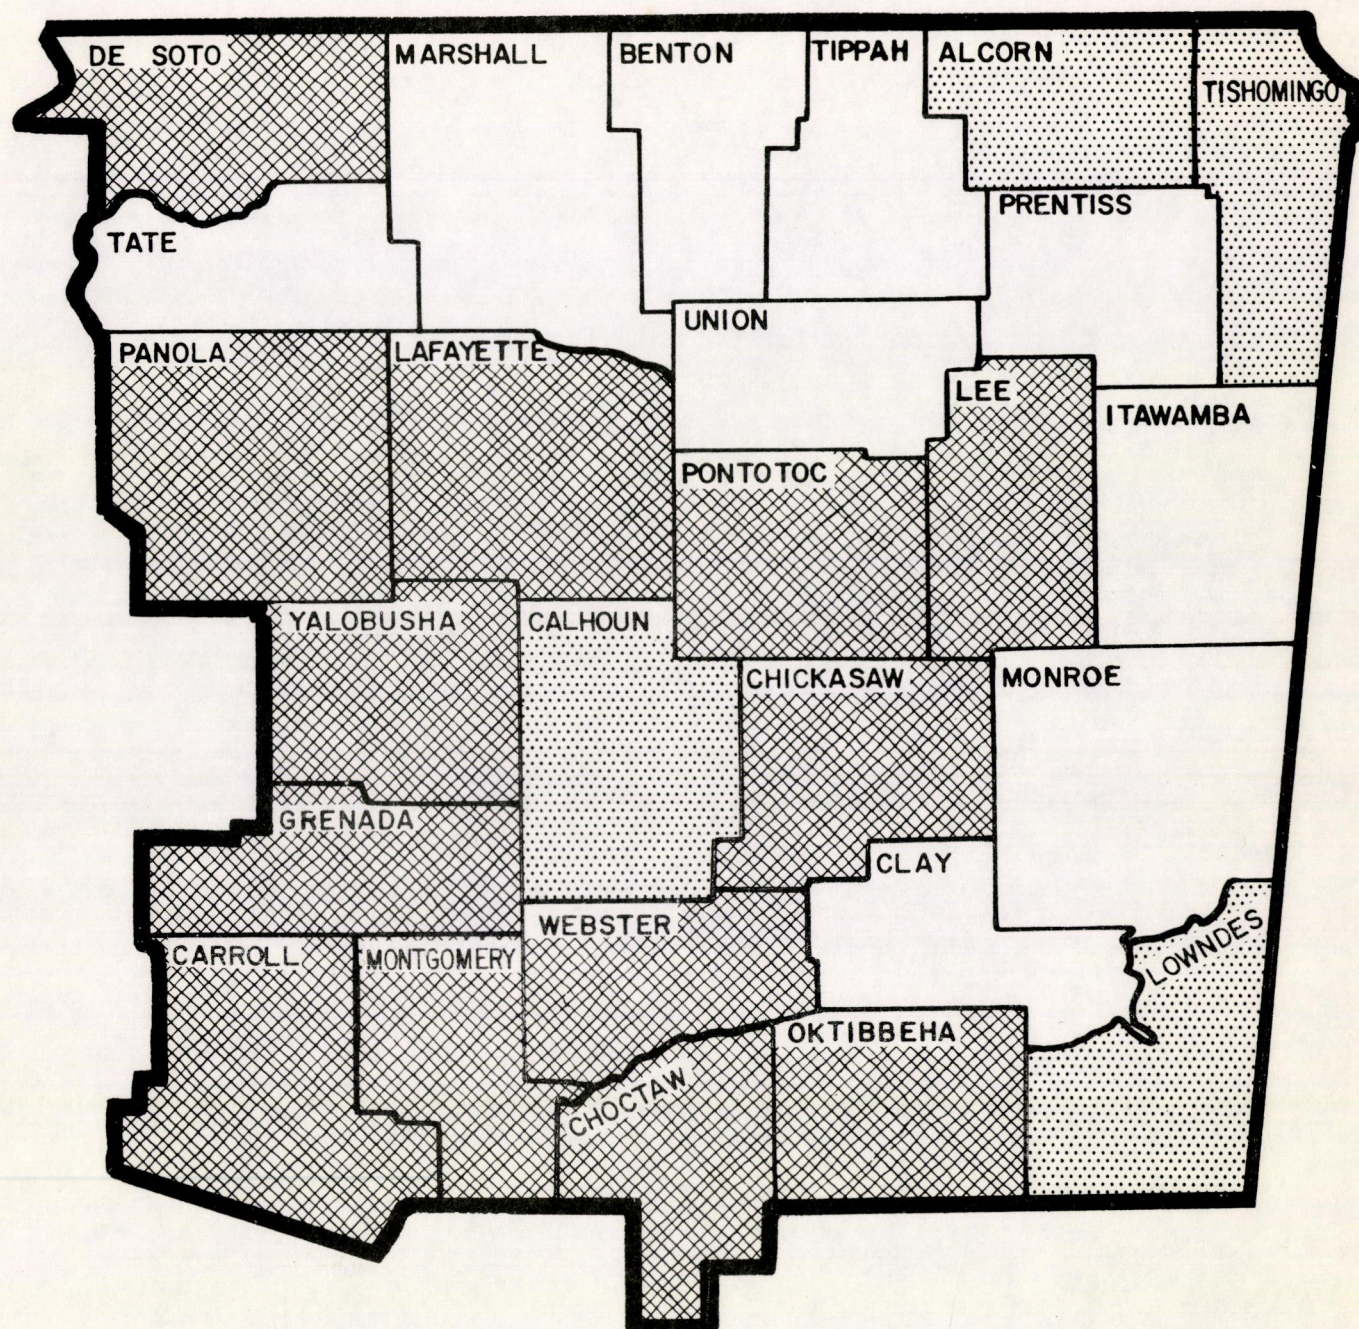 DE SOTO
MARSHALL
BENTON
TIPPAH
ALCORN
TISHOMINGO
TATE
PRENTISS
UNION
PANOLA
LAFAYETTE
LEE
ITAWAMBA
PONTOTOC
YALOBUSHA
CALHOUN
CHICKASAW
MONROE
GRENADA
CLAY
WEBSTER
LOWNDES
CARROLL
MONTGOMERY
OKTIBBEHA
CHOCTAW